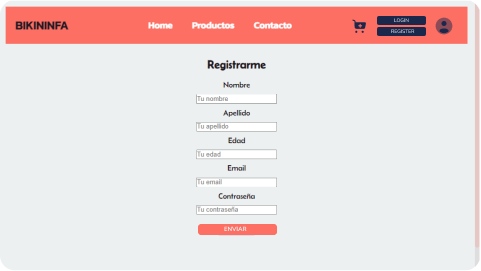 BIKININFA
Home Productos Contacto
LOGIN
REGISTER
Registrarme
Nombre
Tu nombre
Apellido
Tu apellido
Edad
Tu edad
Email
Tu email
Contraseña
Tu contraseña
ENVIAR